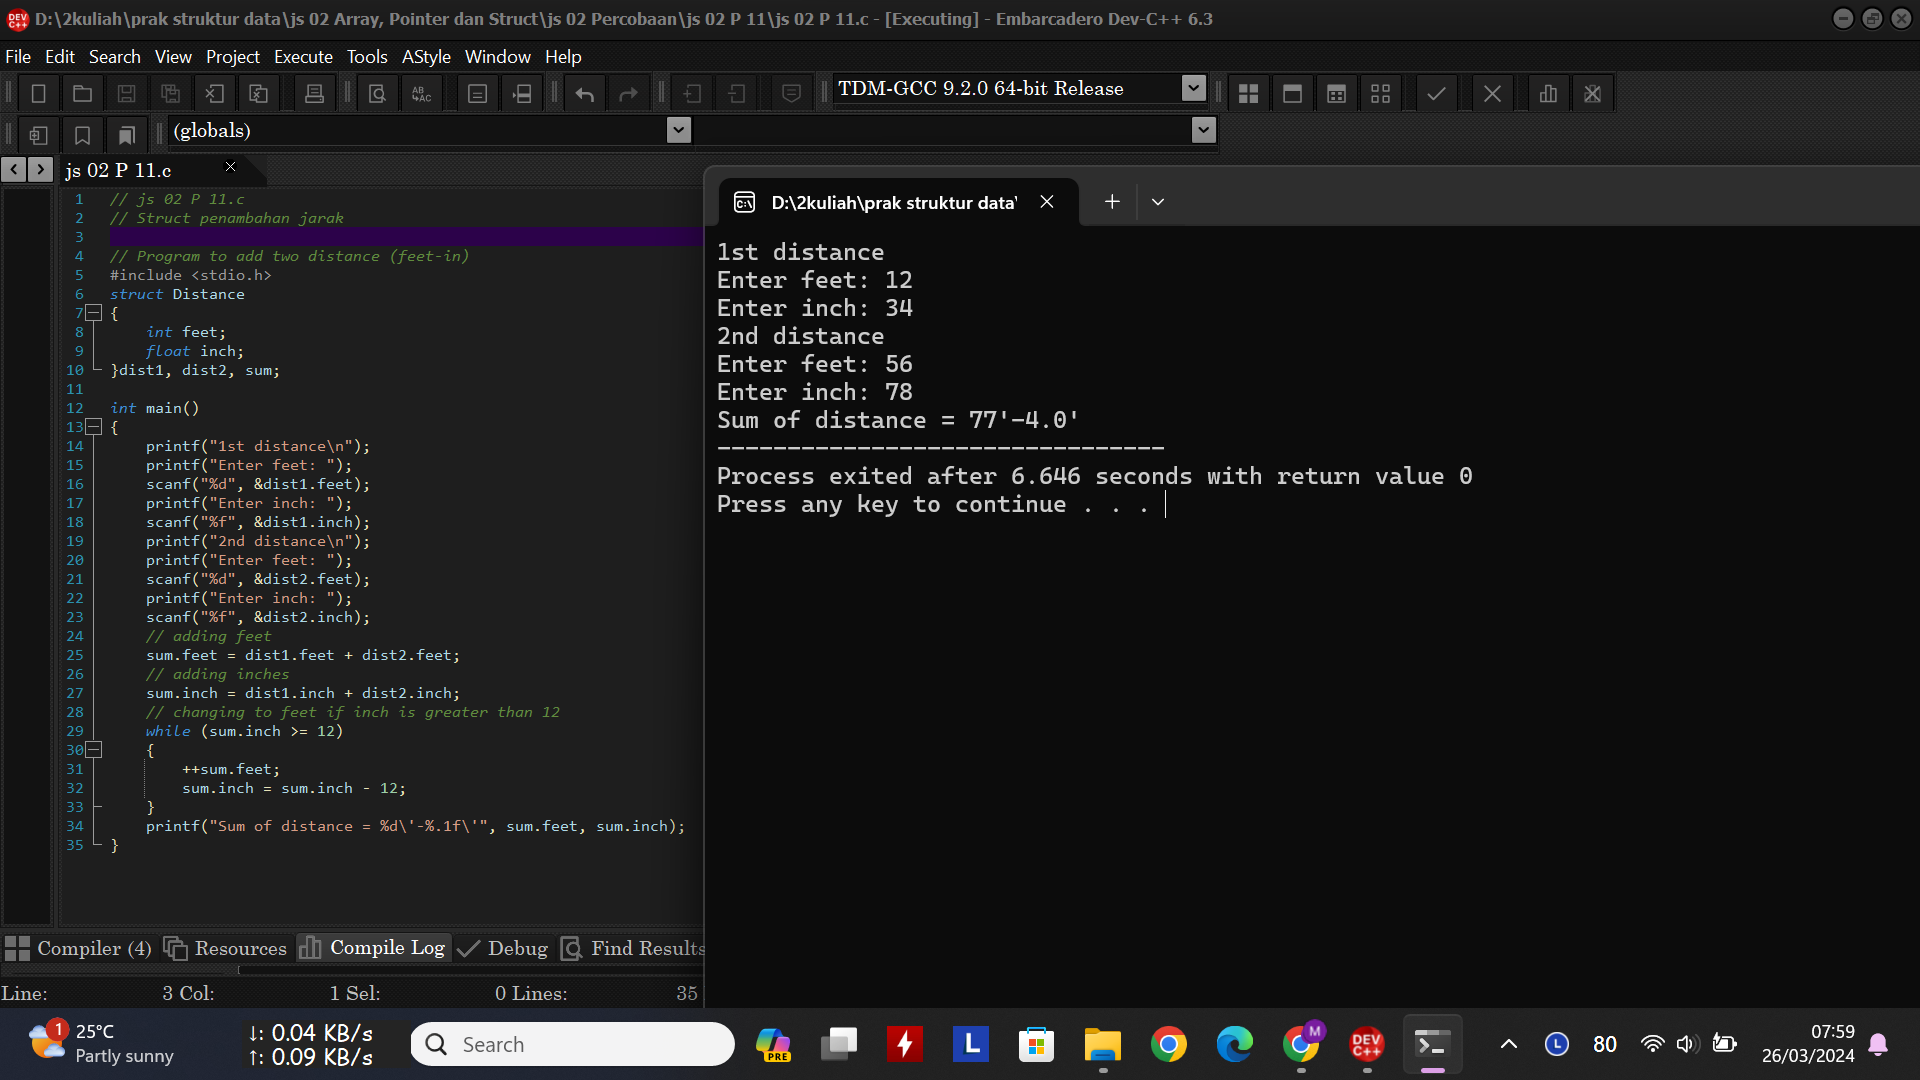 D:\2kuliah\prak struktur data\js 02 Array, Pointer dan Struct\js 02 Percobaan\js 02 P 11\js 02 P 11.c - [Executing] - Embarcadero Dev-C++ 6.3
File Edit Search View Project Execute Tools AStyle Window Help
TDM-GCC 9.2.0 64-bit Release
(globals)
js 02 P 11.c
1 // js 02 P 11.c
2 // Struct penambahan jarak
3
4 // Program to add two distance (feet-in)
5 #include <stdio.h>
6 struct Distance
7 {
8 int feet;
9 float inch;
10 }dist1, dist2, sum;
11
12 int main()
13 {
14 printf("1st distance\n");
15 printf("Enter feet: ");
16 scanf("%d", &dist1.feet);
17 printf("Enter inch: ");
18 scanf("%f", &dist1.inch);
19 printf("2nd distance\n");
20 printf("Enter feet: ");
21 scanf("%d", &dist2.feet);
22 printf("Enter inch: ");
23 scanf("%f", &dist2.inch);
24 // adding feet
25 sum.feet = dist1.feet + dist2.feet;
26 // adding inches
27 sum.inch = dist1.inch + dist2.inch;
28 // changing to feet if inch is greater than 12
29 while (sum.inch >= 12)
30 {
31 ++sum.feet;
32 sum.inch = sum.inch - 12;
33 }
34 printf("Sum of distance = %d\'-%.1f\'", sum.feet, sum.inch);
35 }
D:\2kuliah\prak struktur data\
1st distance
Enter feet: 12
Enter inch: 34
2nd distance
Enter feet: 56
Enter inch: 78
Sum of distance = 77'-4.0'
--------------------------------
Process exited after 6.646 seconds with return value 0
Press any key to continue . . .
Compiler (4) Resources Compile Log Debug Find Results
Line: 3 Col: 1 Sel: 0 Lines: 35
1 25°C
Partly sunny
↓: 0.04 KB/s
↑: 0.09 KB/s
Search
PRE
L
M
DEV C++
L
80
07:59
26/03/2024